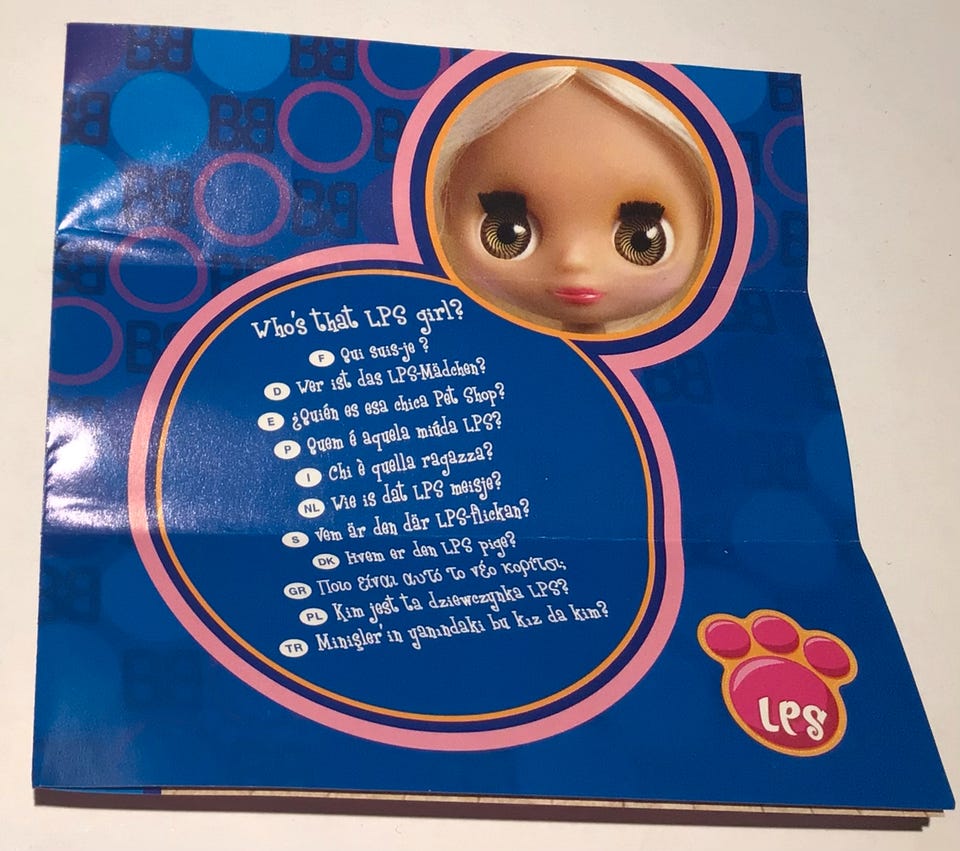 Who's that LPS girl?
F Qui suis-je ?
D Wer ist das LPS-Mädchen?
E ¿Quién es esa chica Pet Shop?
P Quem é aquela miúda LPS?
I Chi è quella ragazza?
NL Wie is dat LPS meisje?
S Vem är den där LPS-flickan?
DK Hvem er den LPS pige?
GR Ποιο είναι αυτό το νέο κορίτσι;
PL Kim jest ta dziewczynka LPS?
TR Minişler'in yanındaki bu kız da kim?
LPS